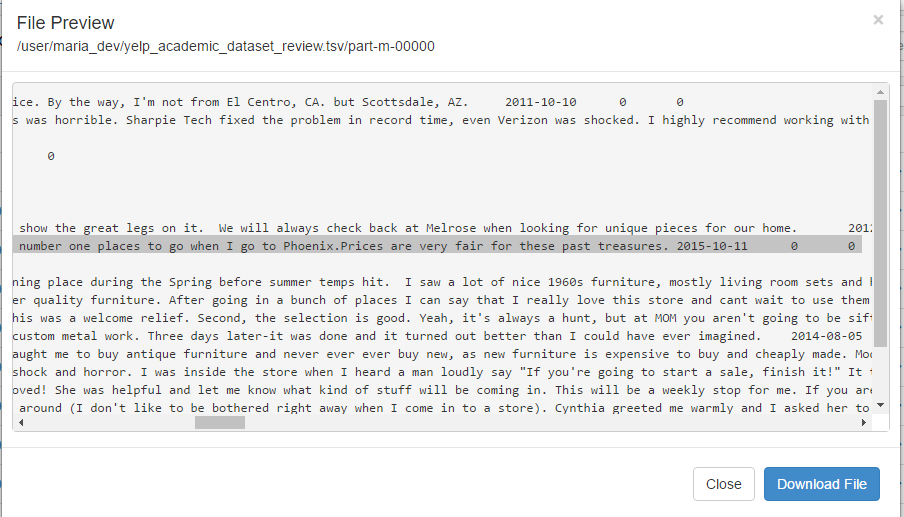 File Preview
×
/user/maria_dev/yelp_academic_dataset_review.tsv/part-m-00000
ice. By the way, I'm not from El Centro, CA. but Scottsdale, AZ. 2011-10-10 0 0
s was horrible. Sharpie Tech fixed the problem in record time, even Verizon was shocked. I highly recommend working with
0
show the great legs on it. We will always check back at Melrose when looking for unique pieces for our home. 201
number one places to go when I go to Phoenix.Prices are very fair for these past treasures. 2015-10-11 0 0
ning place during the Spring before summer temps hit. I saw a lot of nice 1960s furniture, mostly living room sets and
er quality furniture. After going in a bunch of places I can say that I really love this store and cant wait to use them
his was a welcome relief. Second, the selection is good. Yeah, it's always a hunt, but at MOM you aren't going to be sif
custom metal work. Three days later-it was done and it turned out better than I could have ever imagined. 2014-08-05
aught me to buy antique furniture and never ever ever buy new, as new furniture is expensive to buy and cheaply made. Mo
shock and horror. I was inside the store when I heard a man loudly say "If you're going to start a sale, finish it!" It
oved! She was helpful and let me know what kind of stuff will be coming in. This will be a weekly stop for me. If you are
around (I don't like to be bothered right away when I come in to a store). Cynthia greeted me warmly and I asked her to
Close
Download File